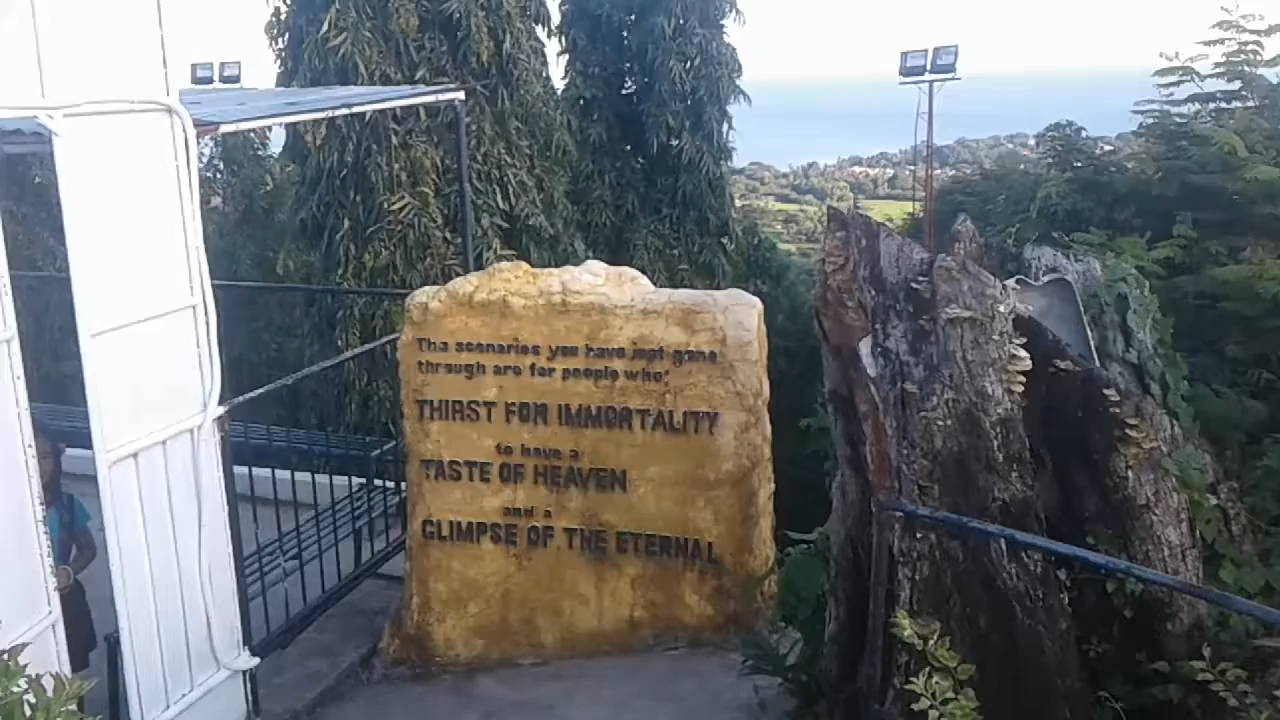 The scenaries you have just gone
through are for people who:
THIRST FOR IMMORTALITY
to have a
TASTE OF HEAVEN
and a
GLIMPSE OF THE ETERNAL